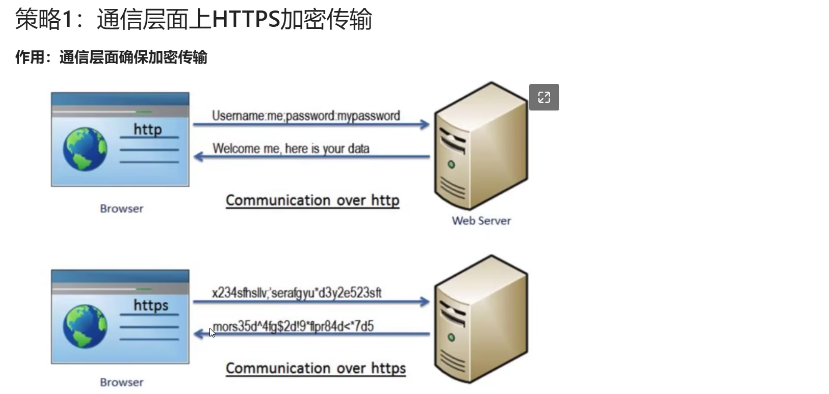 策略1：通信层面上HTTPS加密传输
作用：通信层面确保加密传输
http
Username:me,password:mypassword
Welcome me, here is your data
Communication over http
Browser
Web Server
https
x234sfhsllv;'serafgyu"d3y2e523sft
mors35d^4fg$2d!9"flpr84d<"7d5
Communication over https
Browser